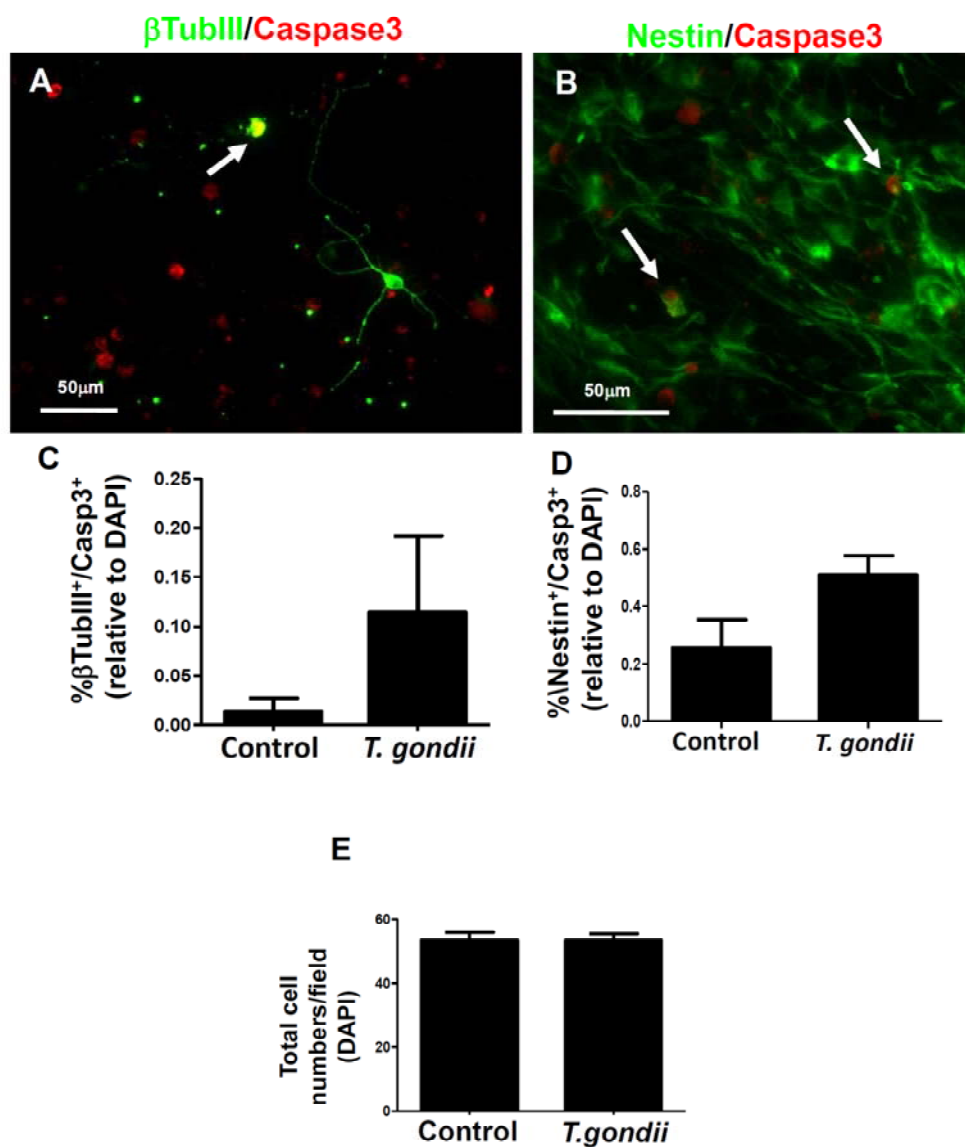 βTubIII/Caspase3
Nestin/Caspase3
A
50μm
B
50μm
C
%βTubIII⁺/Casp3⁺
(relative to DAPI)
0.25
0.20
0.15
0.10
0.05
0.00
Control
T. gondii
D
%\Nestin⁺/Casp3⁺
(relative to DAPI)
0.8
0.6
0.4
0.2
0.0
Control
T. gondii
E
Total cell
numbers/field
(DAPI)
60
40
20
0
Control
T.gondii